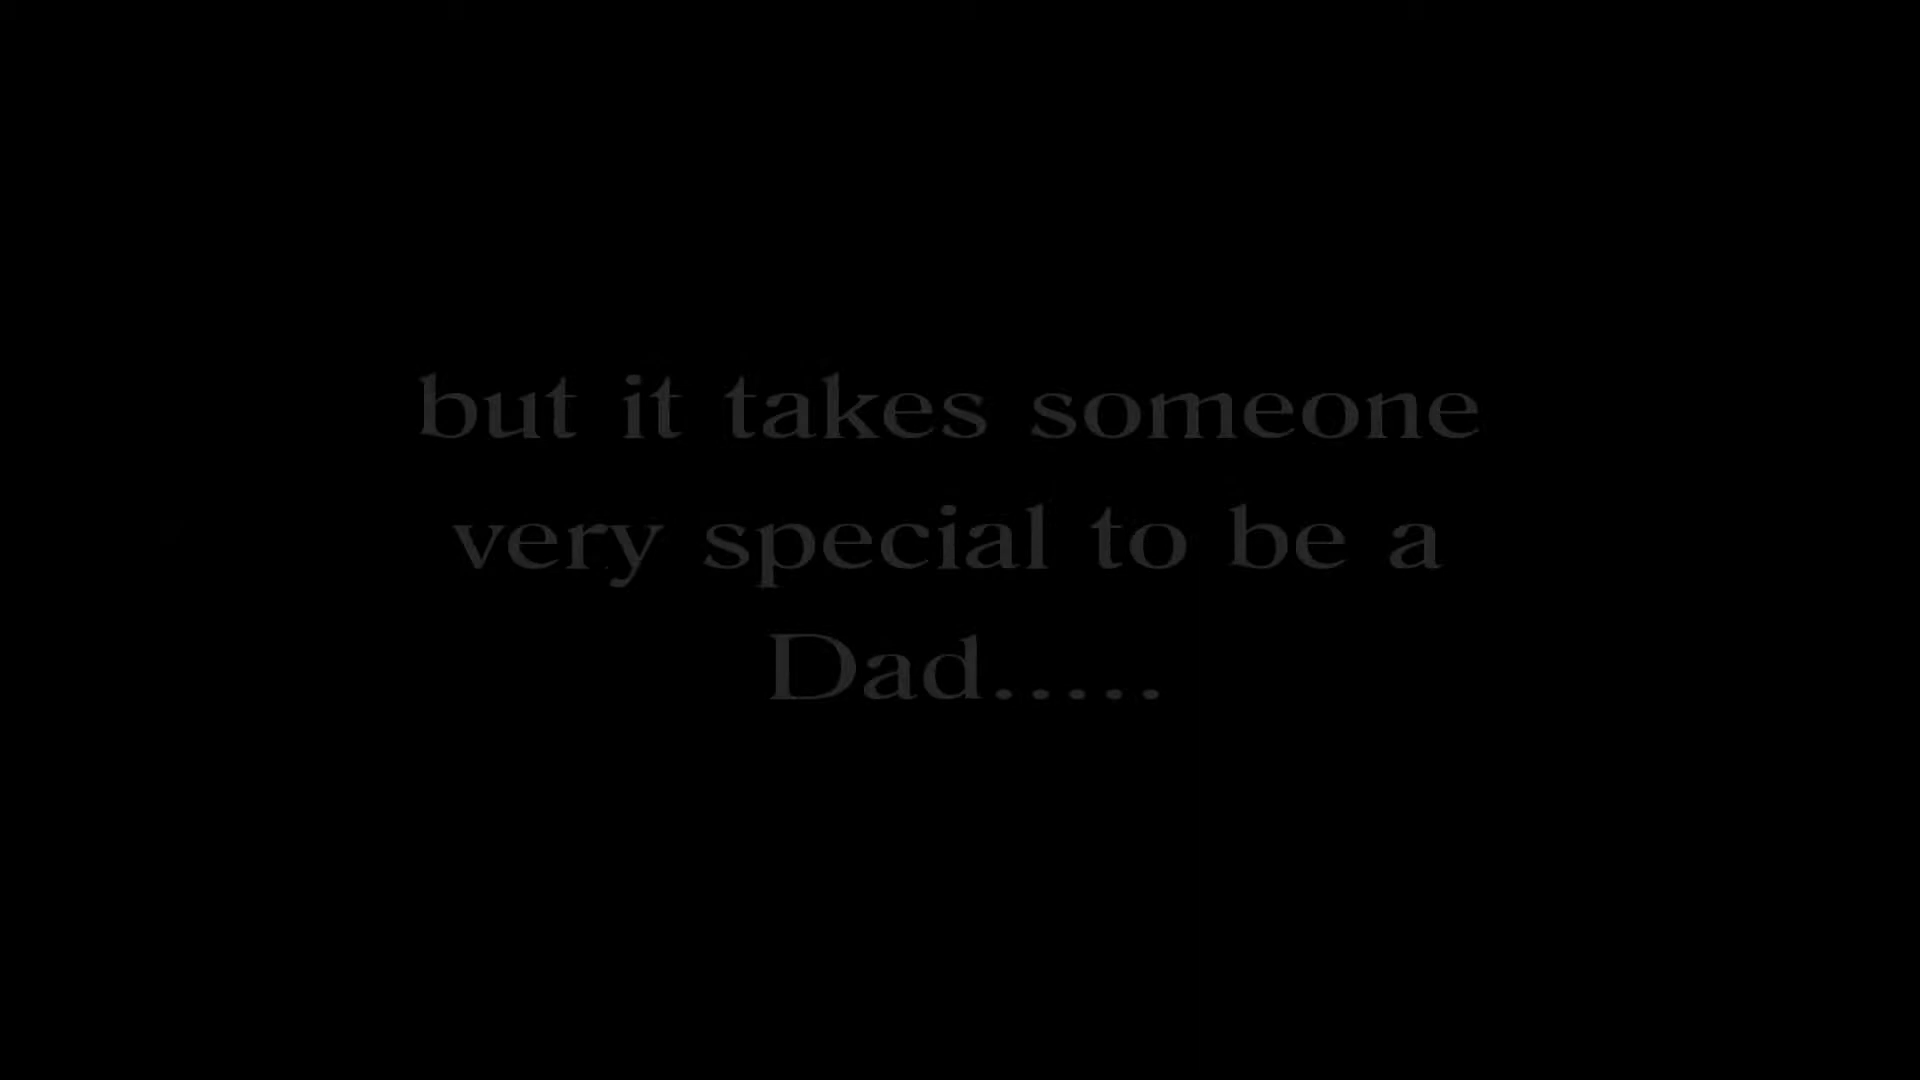 but it takes someone
very special to be a
Dad.....